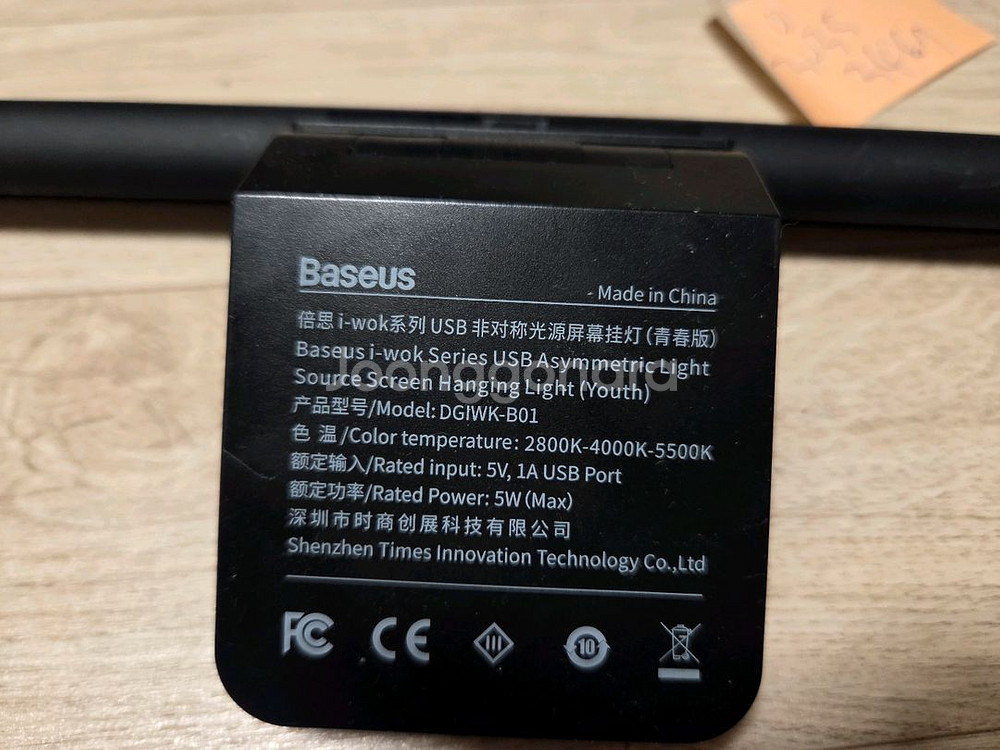 Baseus
Made in China
倍思 i-wok系列 USB 非对称光源屏幕挂灯(青春版)
Baseus i-wok Series USB Asymmetric Light
Source Screen Hanging Light (Youth)
产品型号/Model: DGIWK-B01
色 温/Color temperature: 2800K-4000K-5500K
额定输入/Rated input: 5V, 1A USB Port
额定功率/Rated Power: 5W(Max)
深圳市时商创展科技有限公司
Shenzhen Times Innovation Technology Co.,Ltd
FC CE III 10
Joonggonara